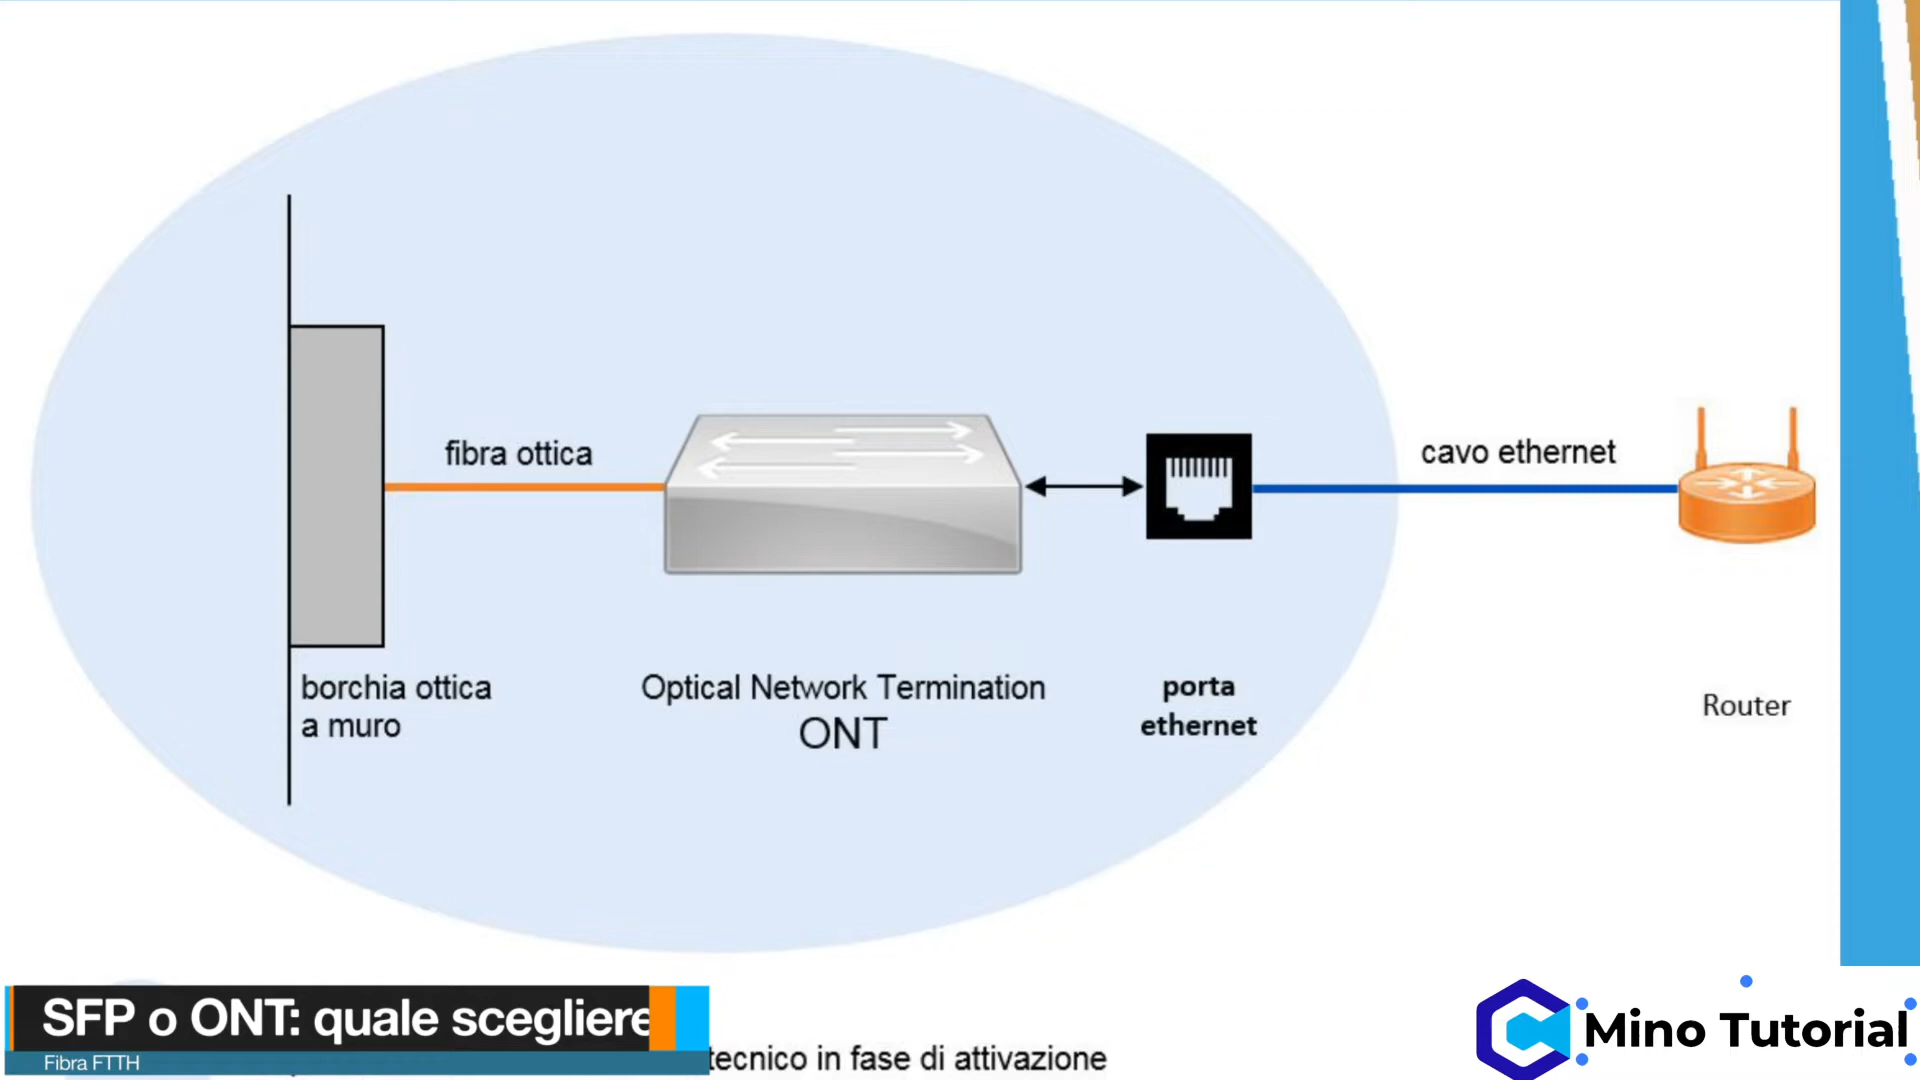 fibra ottica
cavo ethernet
borchia ottica
a muro
Optical Network Termination
ONT
porta
ethernet
Router
SFP o ONT: quale scegliere
Fibra FTTH
tecnico in fase di attivazione
Mino Tutorial